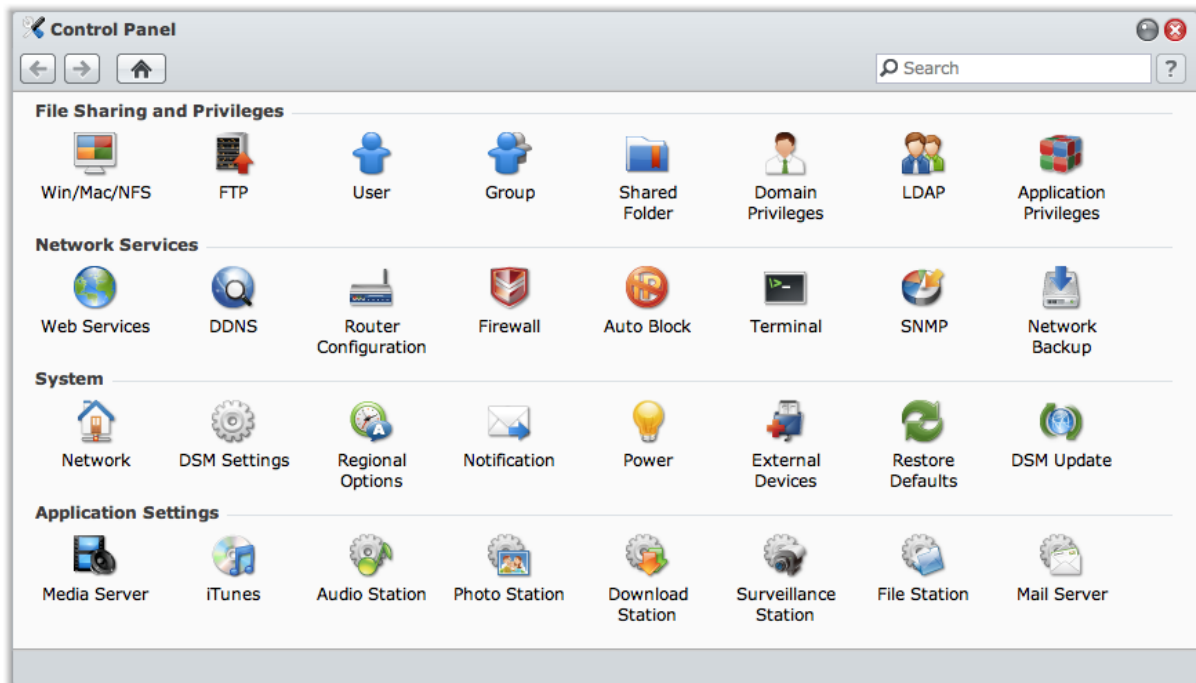 Control Panel
Search
?
File Sharing and Privileges
Win/Mac/NFS
FTP
User
Group
Shared
Folder
Domain
Privileges
LDAP
Application
Privileges
Network Services
Web Services
DDNS
Router
Configuration
Firewall
IP
Auto Block
Terminal
SNMP
Network
Backup
System
Network
DSM Settings
A
Regional
Options
Notification
Power
External
Devices
Restore
Defaults
DSM Update
Application Settings
Media Server
iTunes
Audio Station
Photo Station
Download
Station
Surveillance
Station
File Station
Mail Server